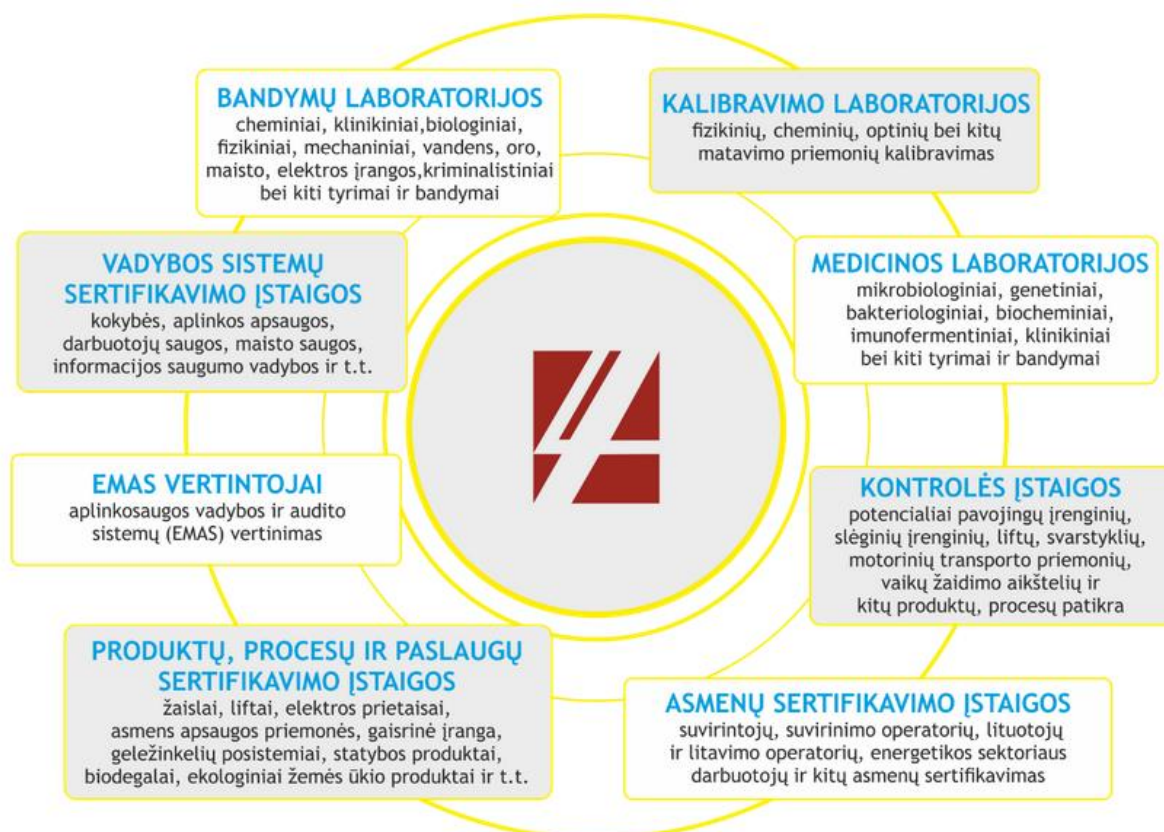 BANDYMŲ LABORATORIJOS
cheminiai, klinikiniai,biologiniai,
fizikiniai, mechaniniai, vandens, oro,
maisto, elektros įrangos,kriminalistiniai
bei kiti tyrimai ir bandymai
KALIBRAVIMO LABORATORIJOS
fizikinių, cheminių, optinių bei kitų
matavimo priemonių kalibravimas
VADYBOS SISTEMŲ
SERTIFIKAVIMO ĮSTAIGOS
kokybės, aplinkos apsaugos,
darbuotojų saugos, maisto saugos,
informacijos saugumo vadybos ir t.t.
MEDICINOS LABORATORIJOS
mikrobiologiniai, genetiniai,
bakteriologiniai, biocheminiai,
imunofermentiniai, klinikiniai
bei kiti tyrimai ir bandymai
EMAS VERTINTOJAI
aplinkosaugos vadybos ir audito
sistemų (EMAS) vertinimas
KONTROLĖS ĮSTAIGOS
potencialiai pavojingų įrenginių,
slėginių įrenginių, liftų, svarstyklių,
motorinių transporto priemonių,
vaikų žaidimo aikštelių ir
kitų produktų, procesų patikra
PRODUKTŲ, PROCESŲ IR PASLAUGŲ
SERTIFIKAVIMO ĮSTAIGOS
žaislai, liftai, elektros prietaisai,
asmens apsaugos priemonės, gaisrinė įranga,
geležinkelių posistemiai, statybos produktai,
biodegalai, ekologiniai žemės ūkio produktai ir t.t.
ASMENŲ SERTIFIKAVIMO ĮSTAIGOS
suvirintojų, suvirinimo operatorių, lituotojų
ir litavimo operatorių, energetikos sektoriaus
darbuotojų ir kitų asmenų sertifikavimas